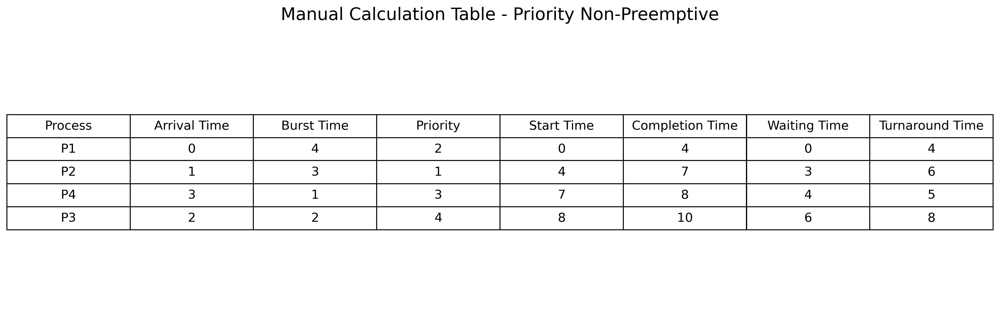 Manual Calculation Table - Priority Non-Preemptive
Process Arrival Time Burst Time Priority Start Time Completion Time Waiting Time Turnaround Time
P1 0 4 2 0 4 0 4
P2 1 3 1 4 7 3 6
P4 3 1 3 7 8 4 5
P3 2 2 4 8 10 6 8